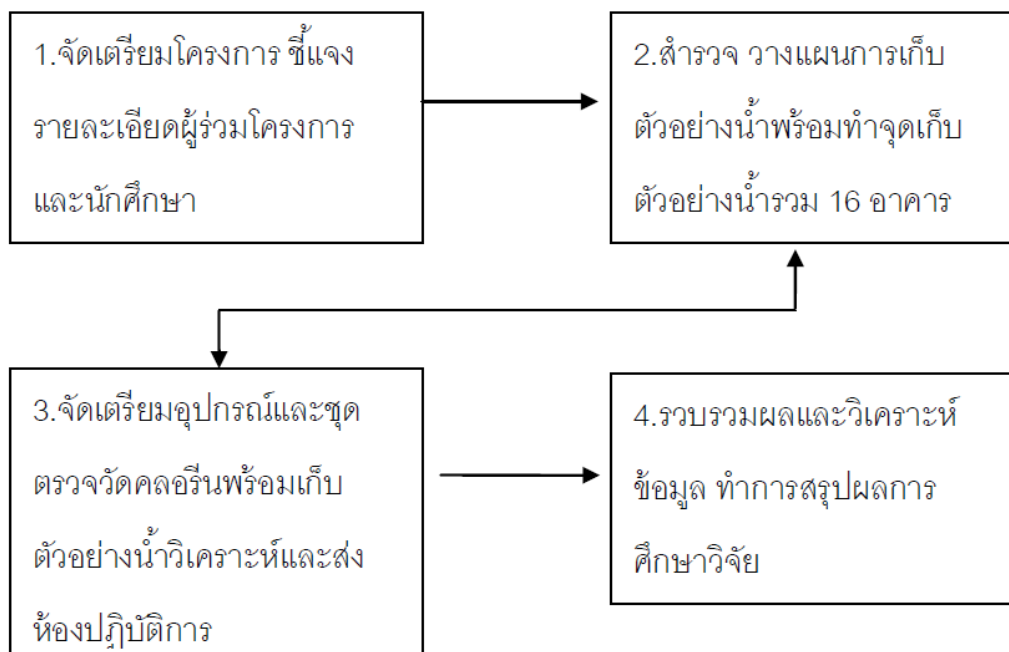 1.จัดเตรียมโครงการ ชี้แจง
รายละเอียดผู้ร่วมโครงการ
และนักศึกษา
2.สำรวจ วางแผนการเก็บ
ตัวอย่างน้ำพร้อมทำจุดเก็บ
ตัวอย่างน้ำรวม 16 อาคาร
3.จัดเตรียมอุปกรณ์และชุด
ตรวจวัดคลอรีนพร้อมเก็บ
ตัวอย่างน้ำวิเคราะห์และส่ง
ห้องปฏิบัติการ
4.รวบรวมผลและวิเคราะห์
ข้อมูล ทำการสรุปผลการ
ศึกษาวิจัย